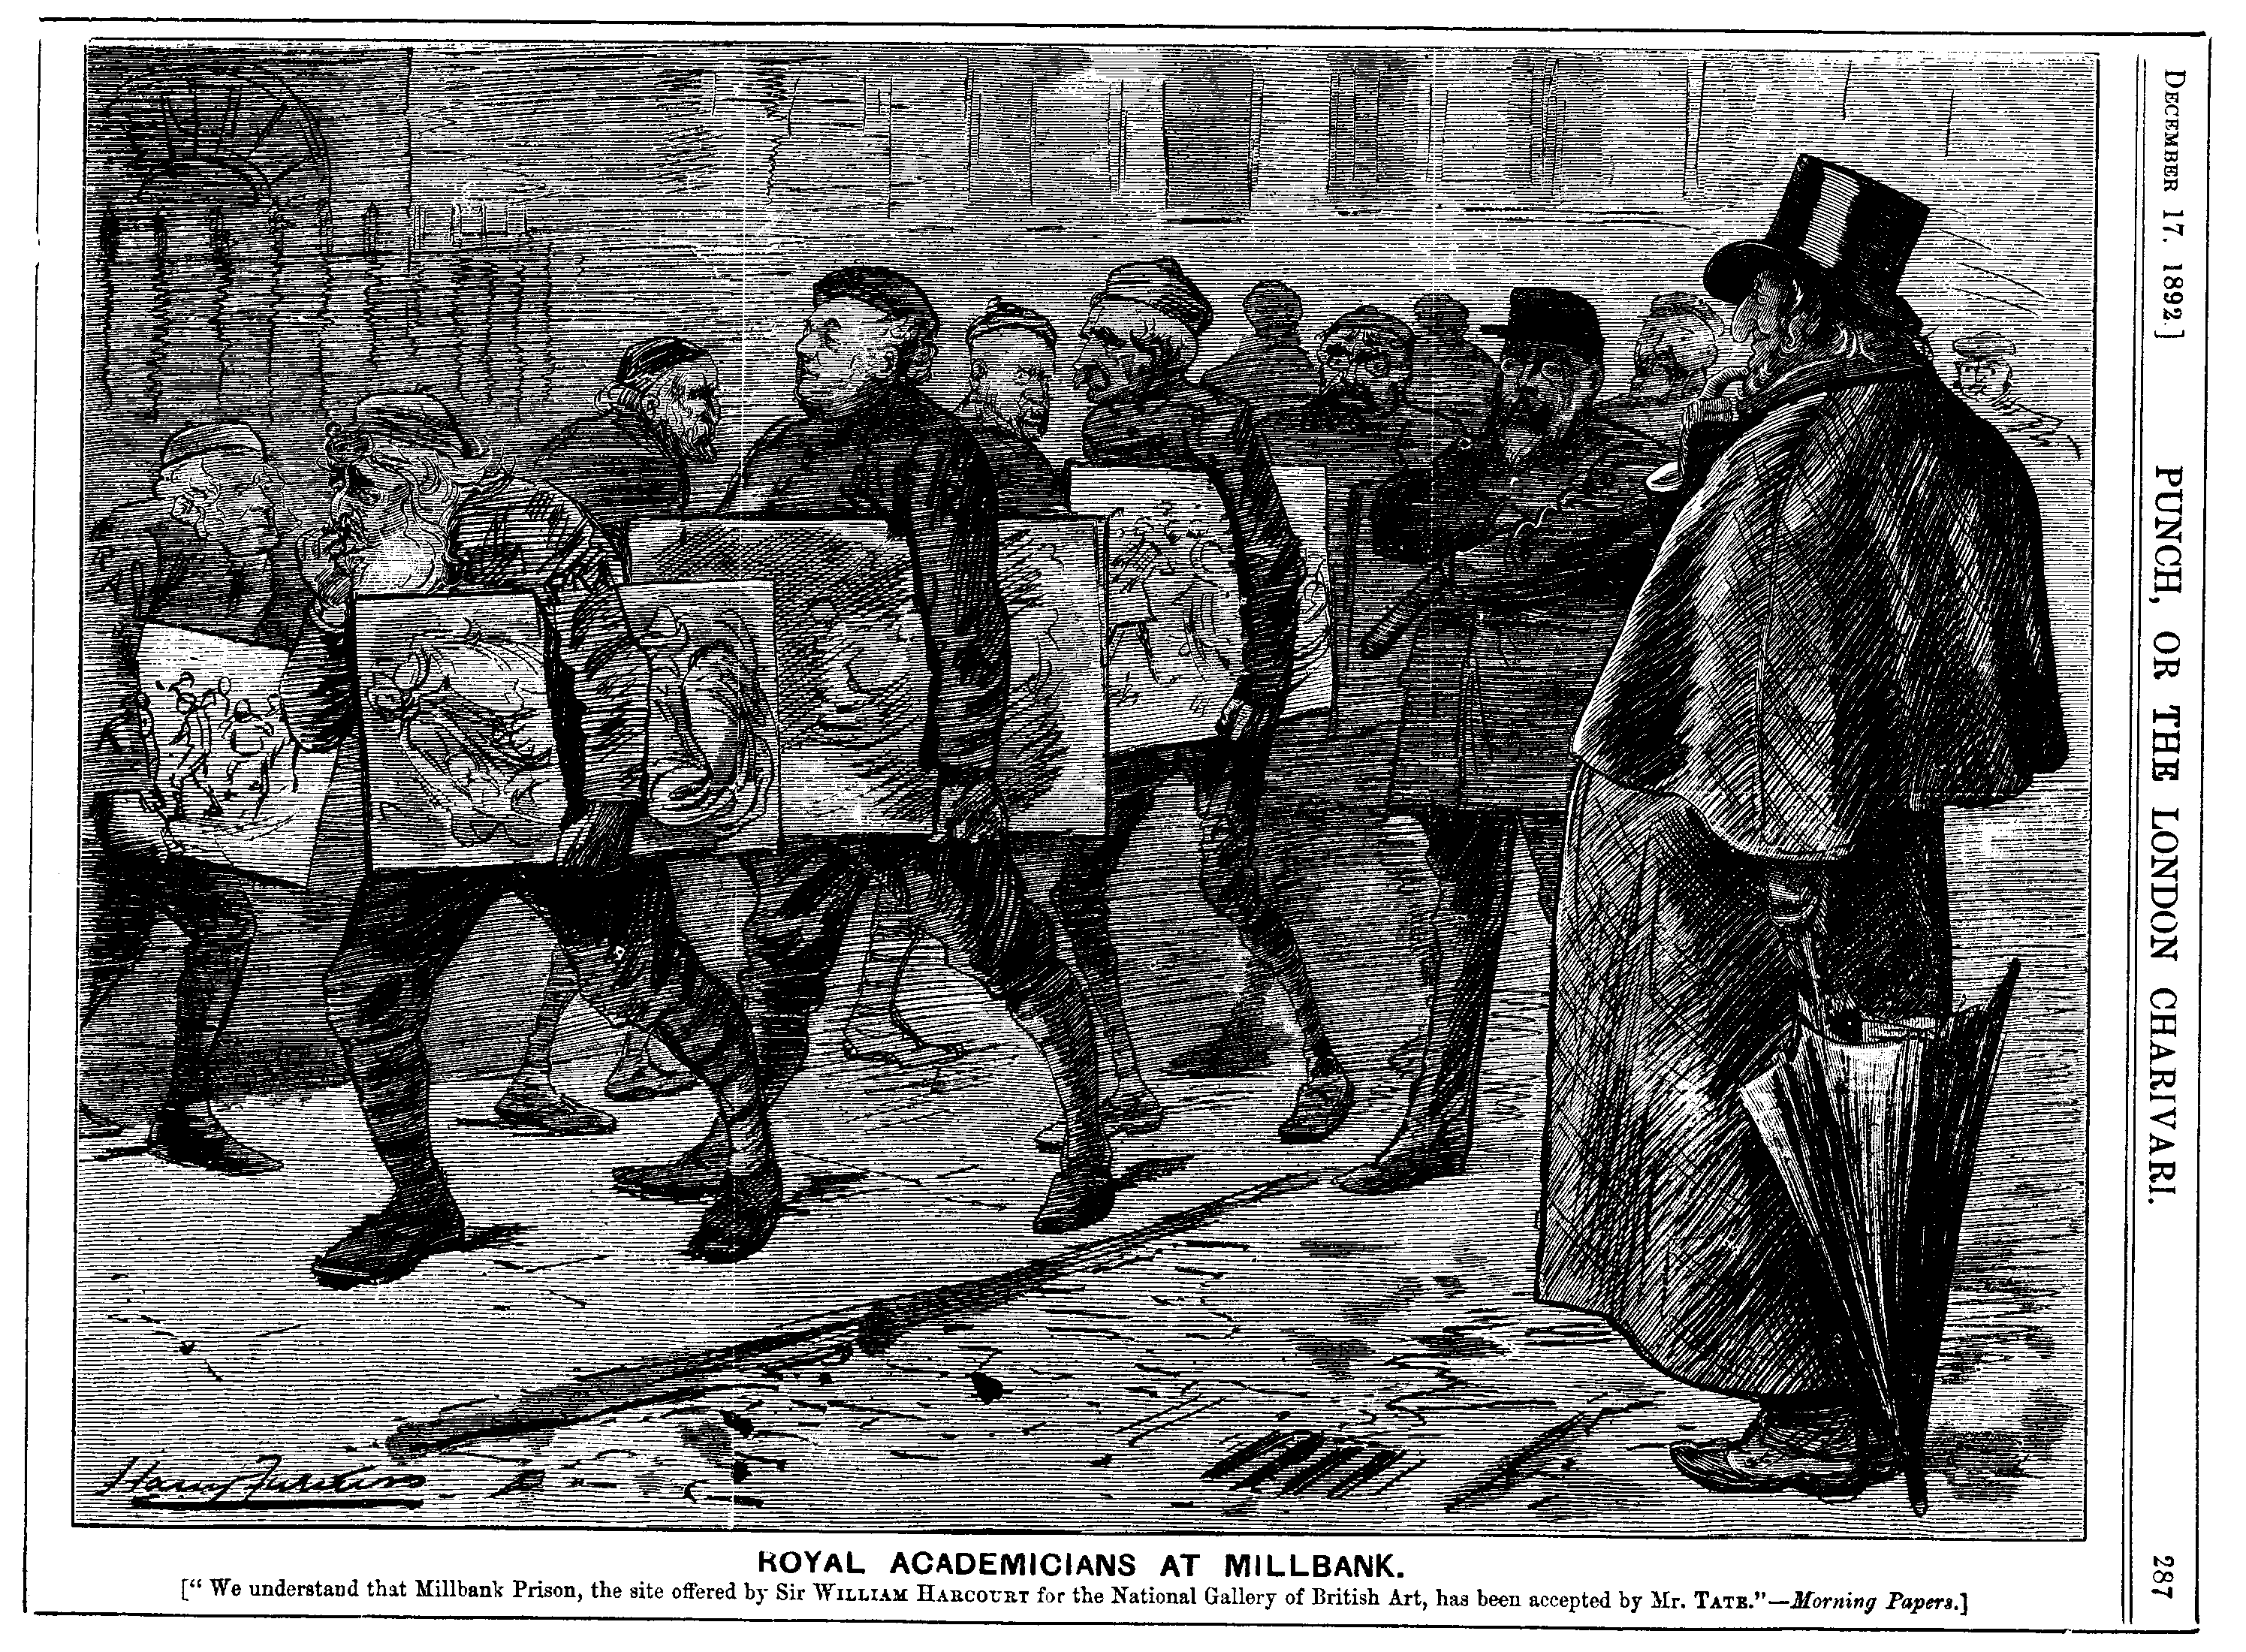 DECEMBER 17. 1892.] PUNCH, OR THE LONDON CHARIVARI. 287
Harry Furniss
ROYAL ACADEMICIANS AT MILLBANK.
[“ We understand that Millbank Prison, the site offered by Sir WILLIAM HARCOURT for the National Gallery of British Art, has been accepted by Mr. TATE.”—Morning Papers.]